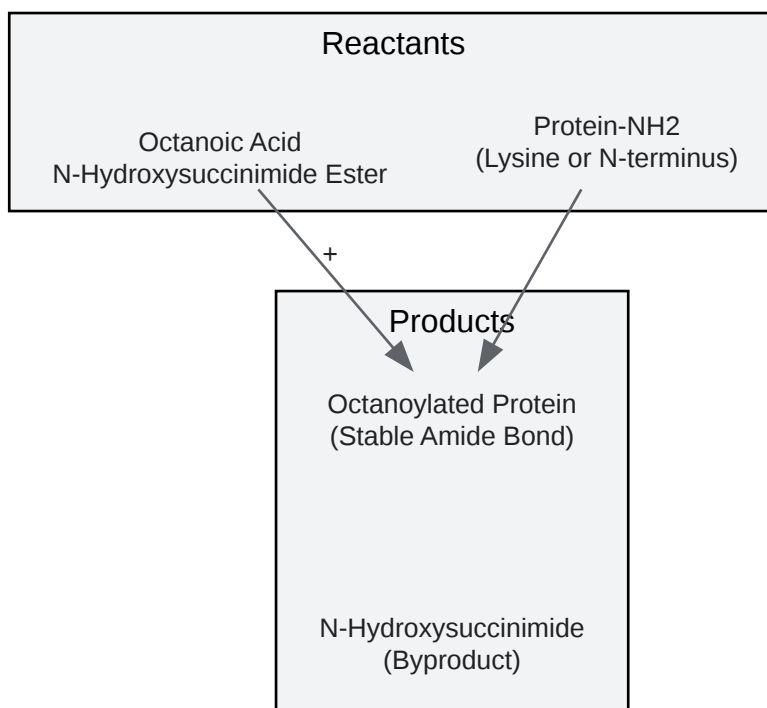 Reactants
Octanoic Acid
N-Hydroxysuccinimide Ester
Protein-NH2
(Lysine or N-terminus)
+
Products
Octanoylated Protein
(Stable Amide Bond)
N-Hydroxysuccinimide
(Byproduct)